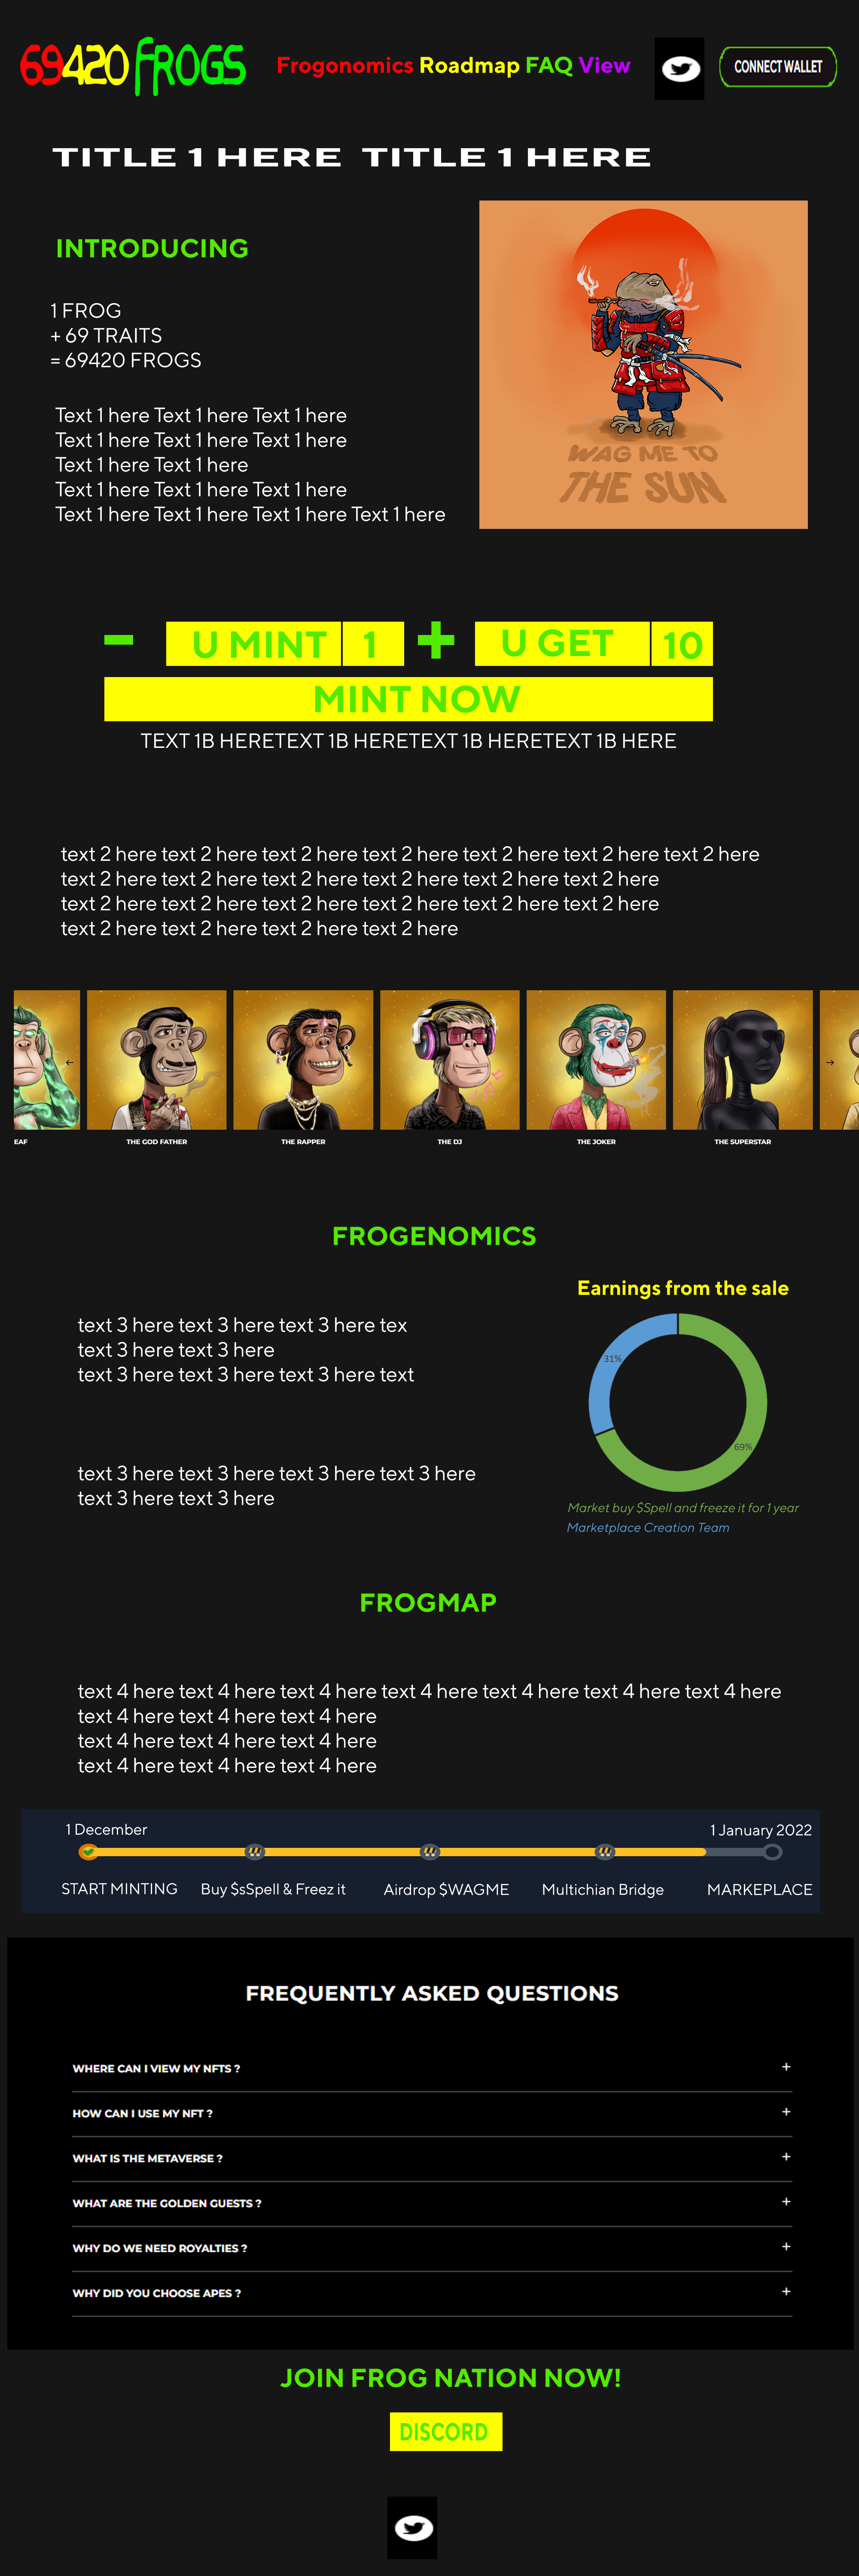 69420 FROGS
Frogonomics Roadmap FAQ View
CONNECT WALLET
TITLE 1 HERE TITLE 1 HERE
INTRODUCING
1 FROG
+ 69 TRAITS
= 69420 FROGS
Text 1 here Text 1 here Text 1 here
Text 1 here Text 1 here Text 1 here
Text 1 here Text 1 here
Text 1 here Text 1 here Text 1 here
Text 1 here Text 1 here Text 1 here Text 1 here
WAG ME TO
THE SUN
- U MINT 1 + U GET 10
MINT NOW
TEXT 1B HERETEXT 1B HERETEXT 1B HERETEXT 1B HERE
text 2 here text 2 here text 2 here text 2 here text 2 here text 2 here text 2 here
text 2 here text 2 here text 2 here text 2 here text 2 here text 2 here
text 2 here text 2 here text 2 here text 2 here text 2 here text 2 here
text 2 here text 2 here text 2 here text 2 here
EAF
THE GOD FATHER
THE RAPPER
THE DJ
THE JOKER
THE SUPERSTAR
FROGENOMICS
Earnings from the sale
text 3 here text 3 here text 3 here tex
text 3 here text 3 here
text 3 here text 3 here text 3 here text
text 3 here text 3 here text 3 here text 3 here
text 3 here text 3 here
31%
69%
Market buy $Spell and freeze it for 1 year
Marketplace Creation Team
FROGMAP
text 4 here text 4 here text 4 here text 4 here text 4 here text 4 here text 4 here
text 4 here text 4 here text 4 here
text 4 here text 4 here text 4 here
text 4 here text 4 here text 4 here
1 December
1 January 2022
START MINTING
Buy $sSpell & Freez it
Airdrop $WAGME
Multichian Bridge
MARKEPLACE
FREQUENTLY ASKED QUESTIONS
WHERE CAN I VIEW MY NFTS ? +
HOW CAN I USE MY NFT ? +
WHAT IS THE METAVERSE ? +
WHAT ARE THE GOLDEN GUESTS ? +
WHY DO WE NEED ROYALTIES ? +
WHY DID YOU CHOOSE APES ? +
JOIN FROG NATION NOW!
DISCORD